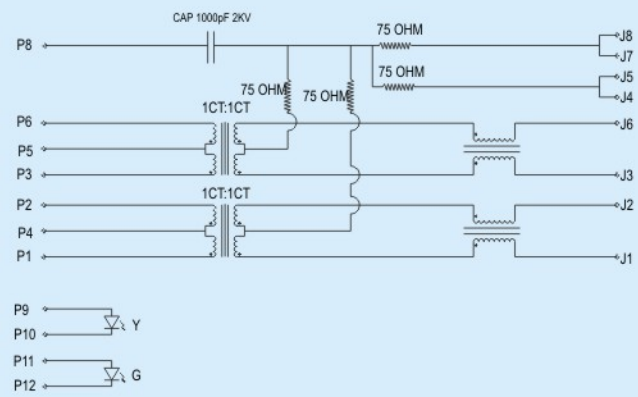 CAP 1000pF 2KV
75 OHM
J8
P8
J7
75 OHM
J5
75 OHM
75 OHM
J4
1CT:1CT
P6
J6
P5
P3
J3
1CT:1CT
P2
J2
P4
P1
J1
P9
Y
P10
P11
G
P12